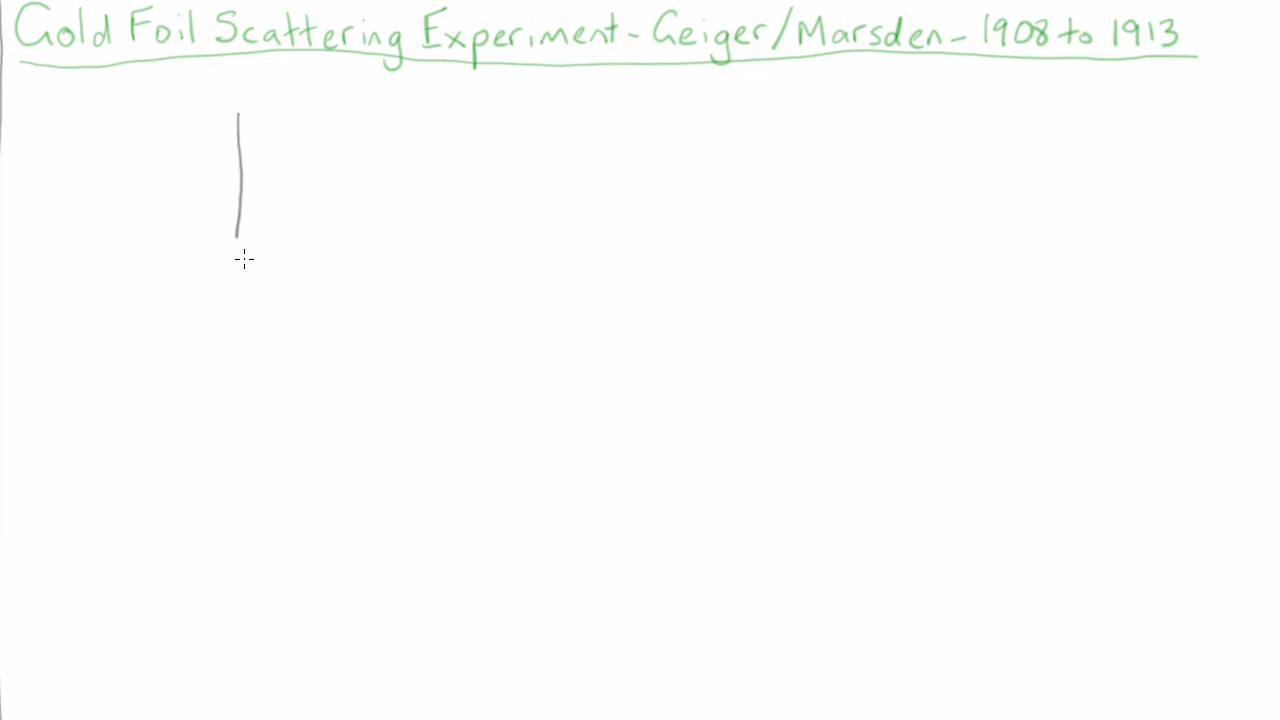 Gold Foil Scattering Experiment - Geiger/Marsden - 1908 to 1913